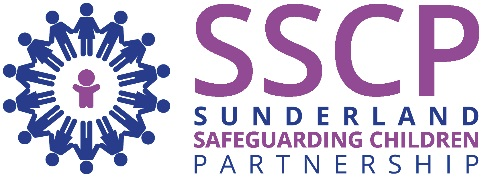 SSCP
SUNDERLAND
SAFEGUARDING CHILDREN
PARTNERSHIP